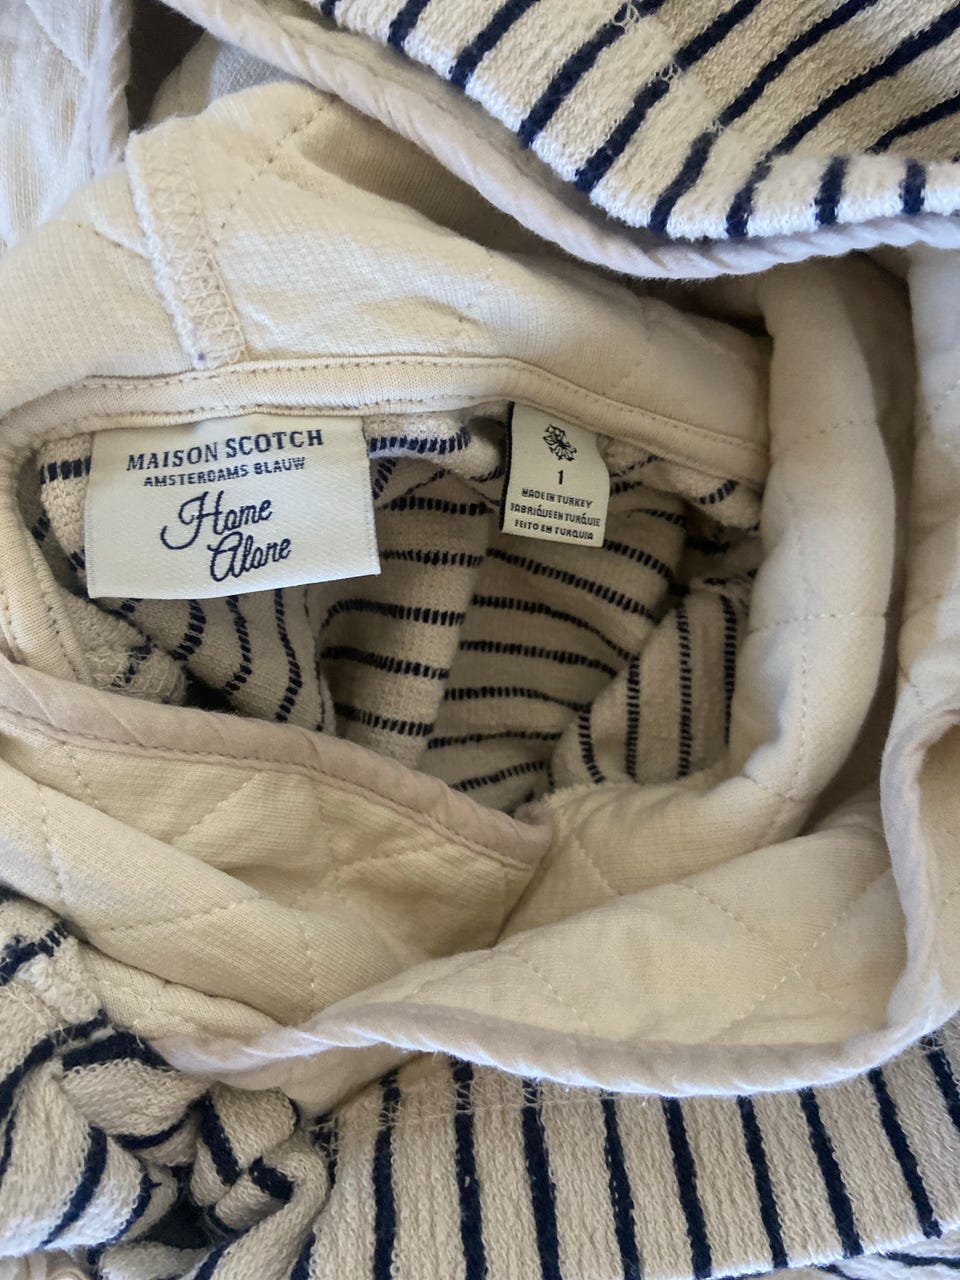 MAISON SCOTCH
AMSTERDAMS BLAUW
Home
Alone
1
MADE IN TURKEY
FABRIQUÉ EN TURQUIE
FEITO EM TURQUIA